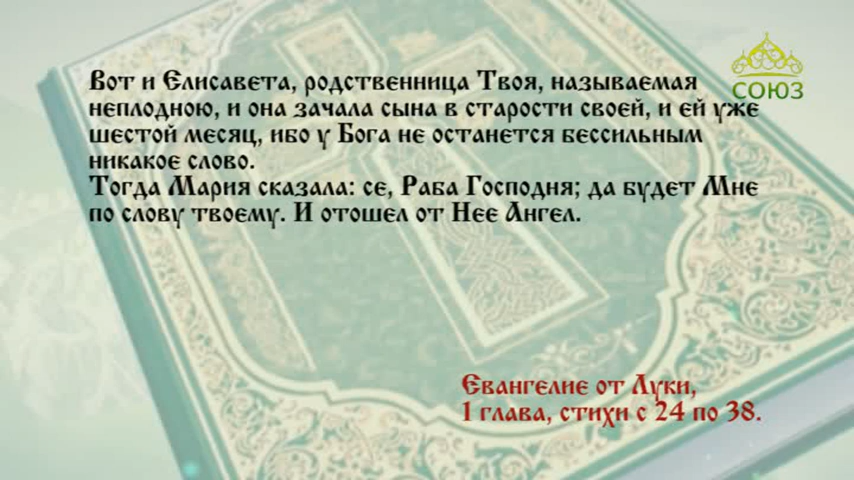 СОЮЗ
Вот и Елисавета, родственница Твоя, называемая
неплодною, и она зачала сына в старости своей, и ей уже
шестой месяц, ибо у Бога не останется бессильным
никакое слово.
Тогда Мария сказала: се, Раба Господня; да будет Мне
по слову твоему. И отошел от Нее Ангел.
Евангелие от Луки,
1 глава, стихи с 24 по 38.